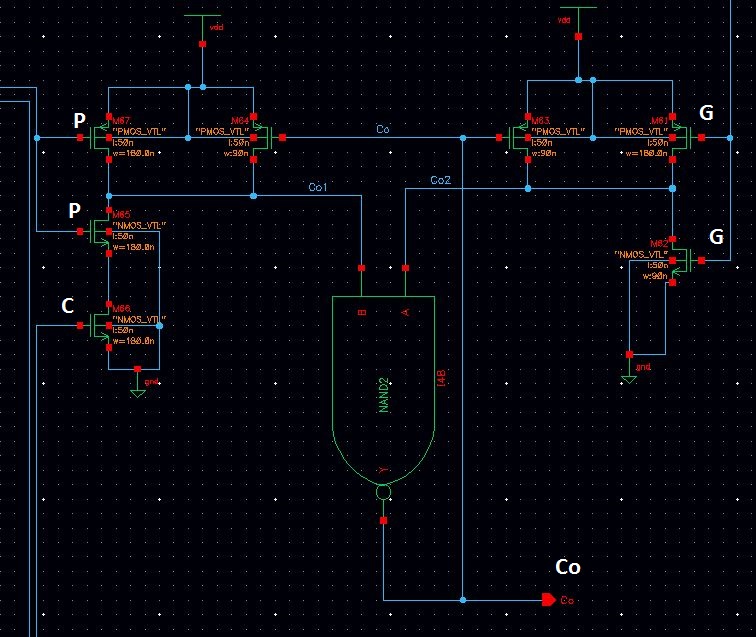 vdd
vdd
P
M67
"PMOS_VTL"
l:50n
w=180.0n
M64
"PMOS_VTL"
l:50n
w:90n
Co
M63
"PMOS_VTL"
l:50n
w:90n
M61
"PMOS_VTL"
l:50n
w=180.0n
G
Co1
Co2
P
M65
"NMOS_VTL"
l:50n
w=180.0n
G
M62
"NMOS_VTL"
l:50n
w:90n
C
M66
"NMOS_VTL"
l:50n
w=180.0n
gnd
gnd
B
A
NAND2
I48
Y
Co
Co